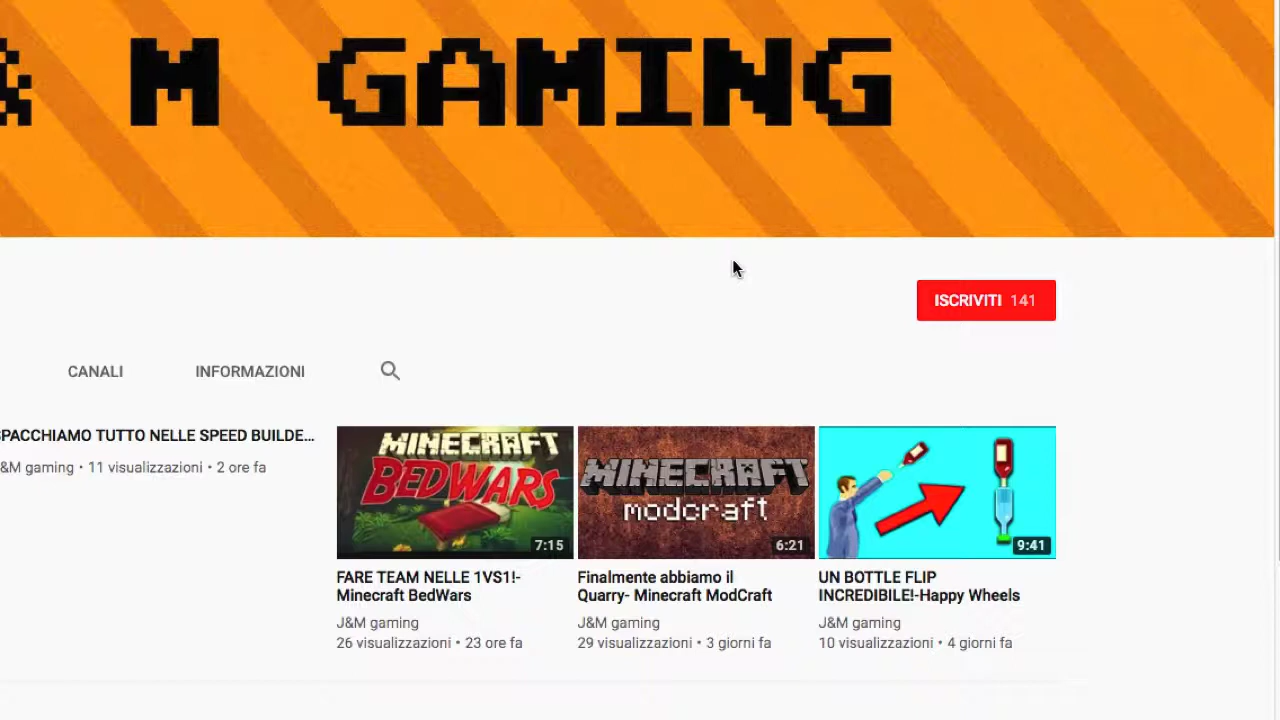 & M GAMING
ISCRIVITI 141
CANALI INFORMAZIONI
SPACCHIAMO TUTTO NELLE SPEED BUILDE...
&M gaming • 11 visualizzazioni • 2 ore fa
MINECRAFT
BEDWARS
7:15
MINECRAFT
modcraft
6:21
9:41
FARE TEAM NELLE 1VS1!-
Minecraft BedWars
J&M gaming
26 visualizzazioni • 23 ore fa
Finalmente abbiamo il
Quarry- Minecraft ModCraft
J&M gaming
29 visualizzazioni • 3 giorni fa
UN BOTTLE FLIP
INCREDIBILE!-Happy Wheels
J&M gaming
10 visualizzazioni • 4 giorni fa